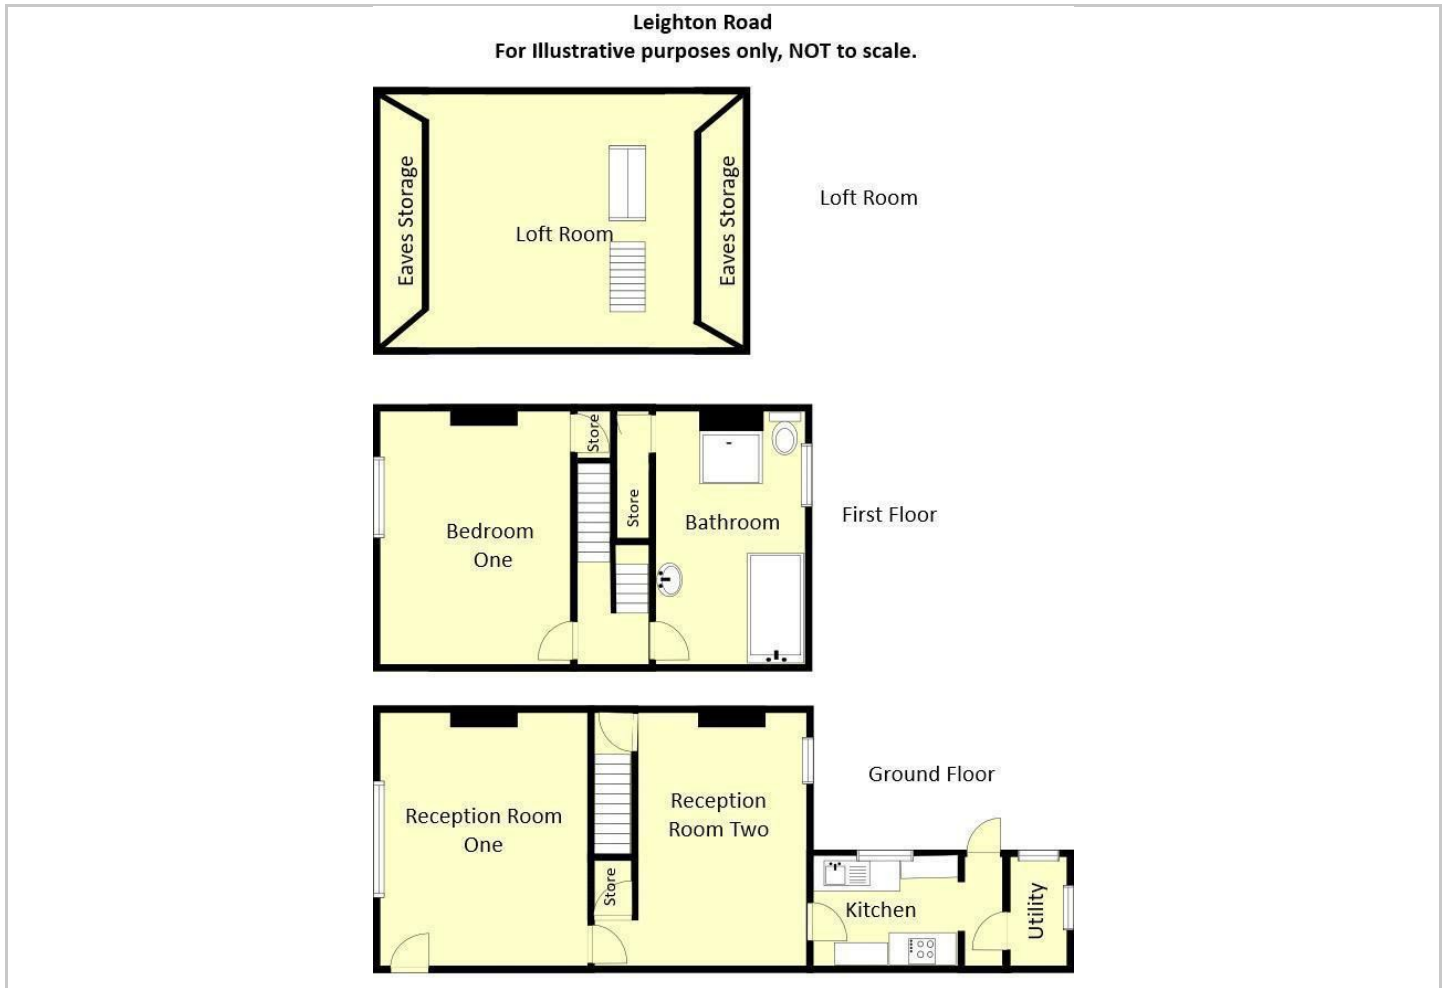 Leighton Road
For Illustrative purposes only, NOT to scale.
Eaves Storage
Loft Room
Eaves Storage
Loft Room
Store
Store
Bedroom
One
Bathroom
First Floor
Reception Room
One
Store
Reception
Room Two
Ground Floor
Kitchen
Utility